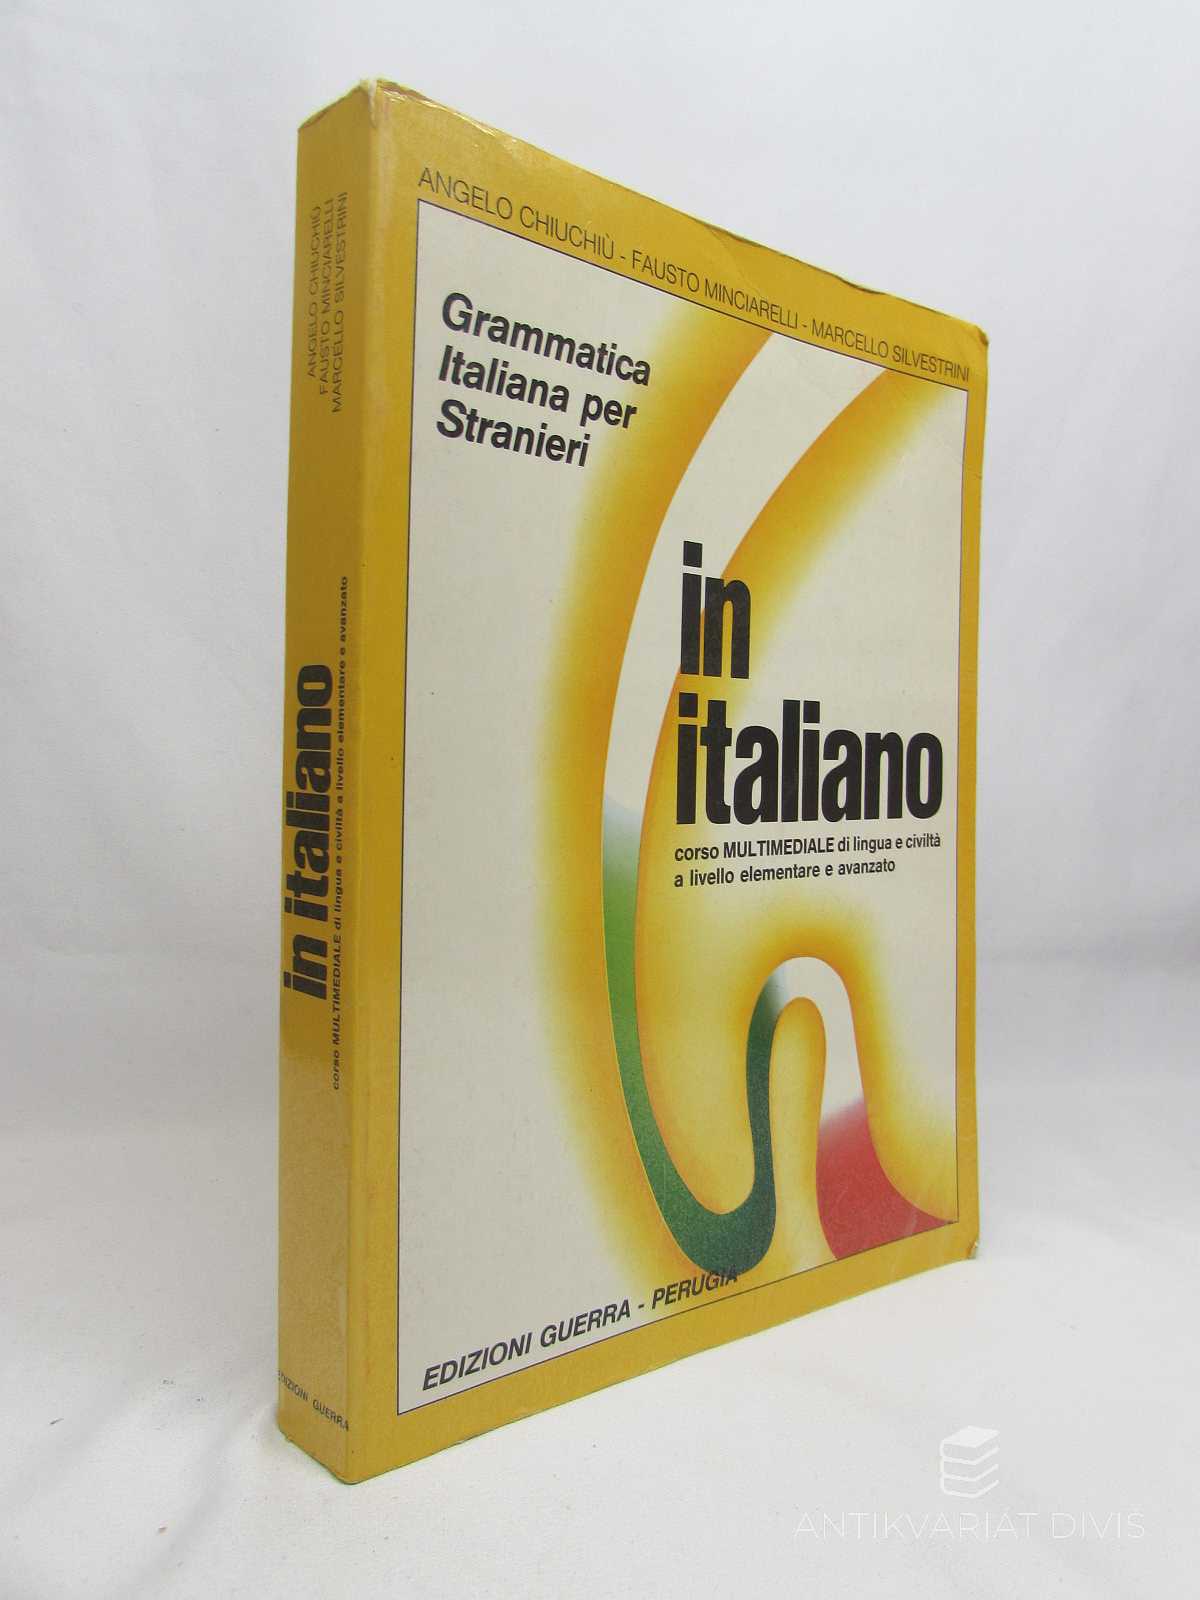 ANGELO CHIUCHIÙ - FAUSTO MINCIARELLI - MARCELLO SILVESTRINI
Grammatica
Italiana per
Stranieri
in
italiano
corso MULTIMEDIALE di lingua e civiltà
a livello elementare e avanzato
EDIZIONI GUERRA - PERUGIA
ANGELO CHIUCHIÙ
FAUSTO MINCIARELLI
MARCELLO SILVESTRINI
in italiano
corso MULTIMEDIALE di lingua e civiltà a livello elementare e avanzato
EDIZIONI GUERRA
ANTIKVARIÁT DIVIŠ